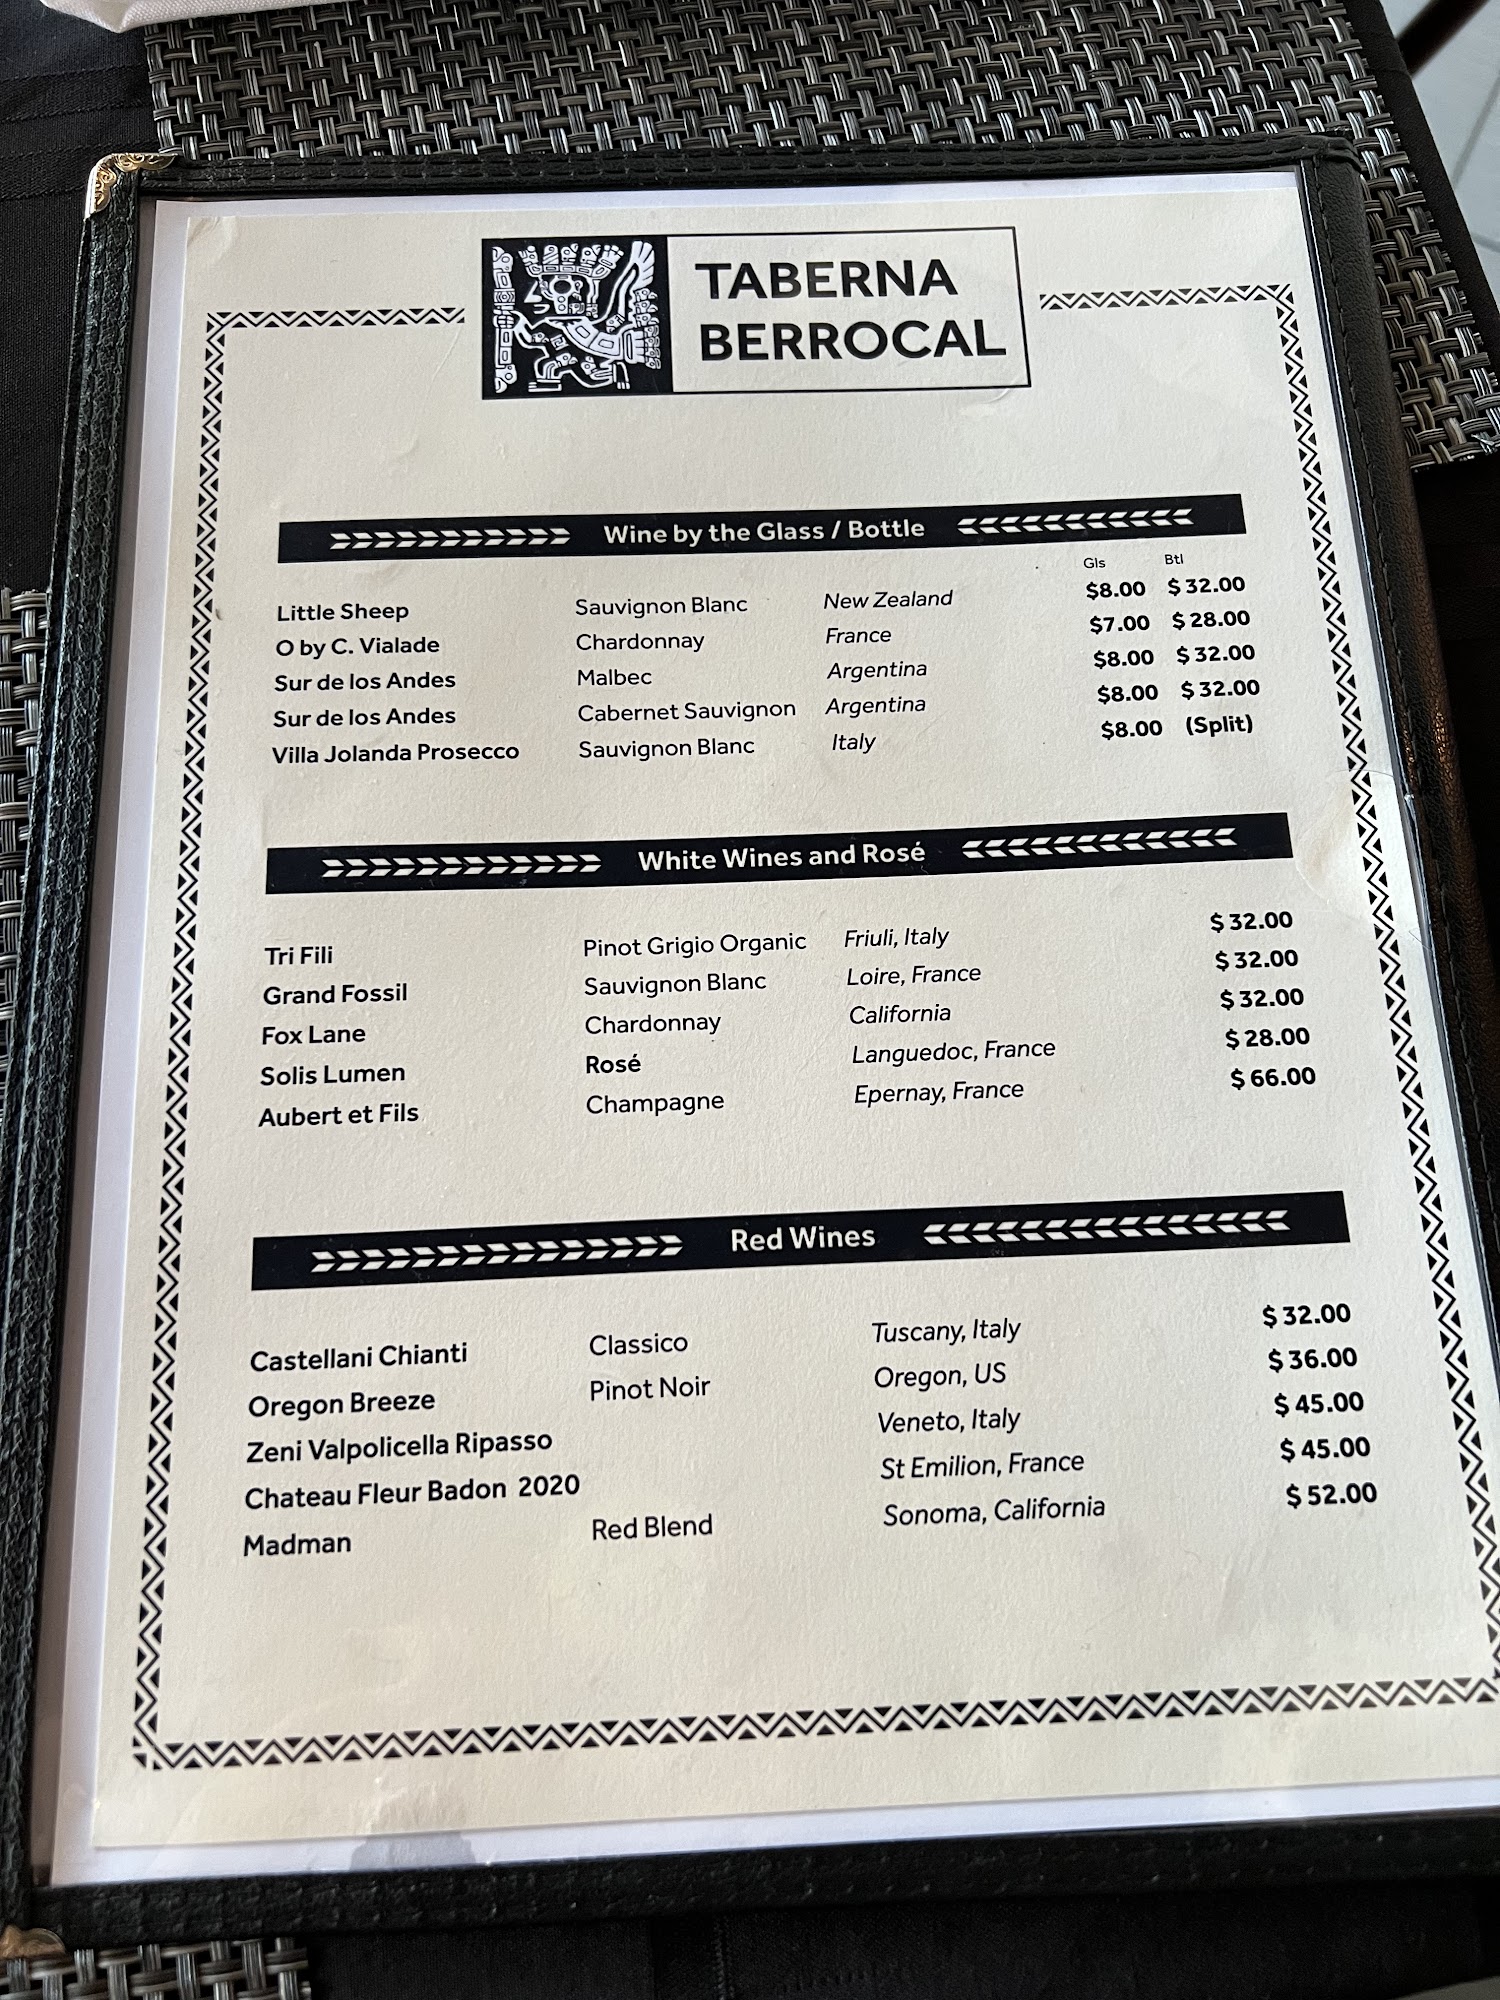 TABERNA
BERROCAL
Wine by the Glass / Bottle
Gls Btl
Little Sheep Sauvignon Blanc New Zealand $8.00 $ 32.00
O by C. Vialade Chardonnay France $7.00 $ 28.00
Sur de los Andes Malbec Argentina $8.00 $ 32.00
Sur de los Andes Cabernet Sauvignon Argentina $8.00 $ 32.00
Villa Jolanda Prosecco Sauvignon Blanc Italy $8.00 (Split)
White Wines and Rosé
Tri Fili Pinot Grigio Organic Friuli, Italy $ 32.00
Grand Fossil Sauvignon Blanc Loire, France $ 32.00
Fox Lane Chardonnay California $ 32.00
Solis Lumen Rosé Languedoc, France $ 28.00
Aubert et Fils Champagne Epernay, France $ 66.00
Red Wines
Castellani Chianti Classico Tuscany, Italy $ 32.00
Oregon Breeze Pinot Noir Oregon, US $ 36.00
Zeni Valpolicella Ripasso Veneto, Italy $ 45.00
Chateau Fleur Badon 2020 St Emilion, France $ 45.00
Madman Red Blend Sonoma, California $ 52.00